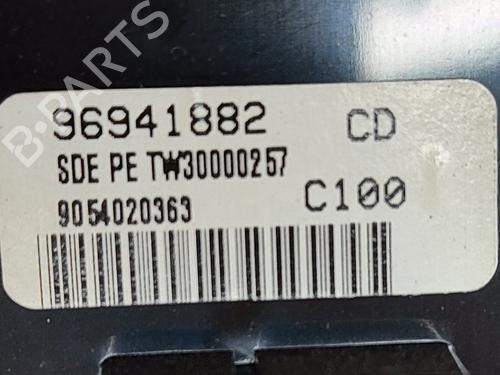 B-PARTS
96941882 CD
SDE PE TW30000257
9054020363 C100